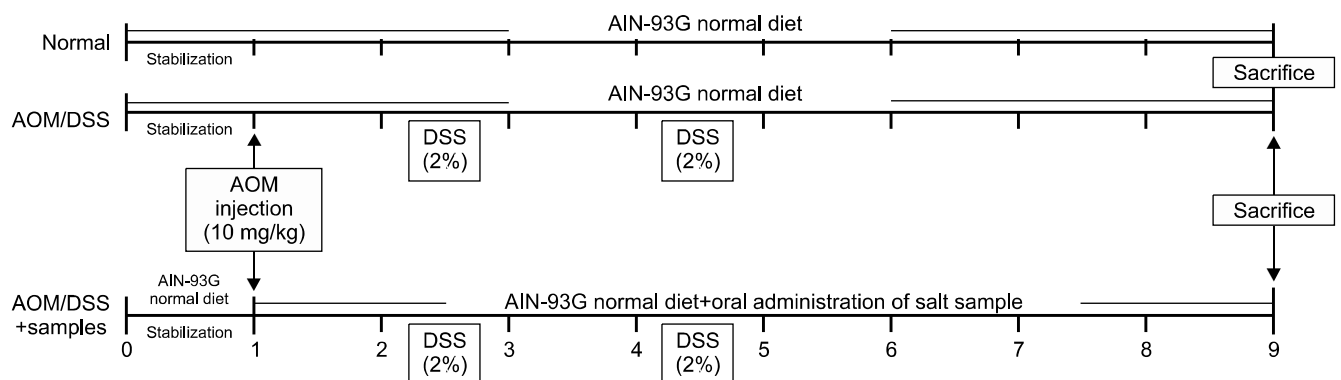 AIN-93G normal diet
Normal
Stabilization
Sacrifice
AIN-93G normal diet
AOM/DSS
Stabilization
DSS
(2%)
DSS
(2%)
AOM
injection
(10 mg/kg)
Sacrifice
AIN-93G
normal diet
AOM/DSS
+samples
AIN-93G normal diet+oral administration of salt sample
Stabilization
DSS
(2%)
DSS
(2%)
0 1 2 3 4 5 6 7 8 9